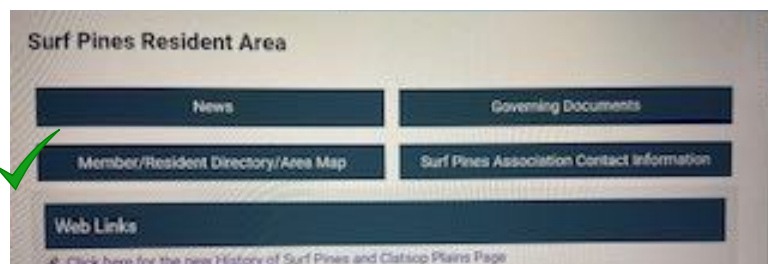 Surf Pines Resident Area
News
Governing Documents
Member/Resident Directory/Area Map
Surf Pines Association Contact Information
Web Links
Click here for the new History of Surf Pines and Clatsop Plains Page